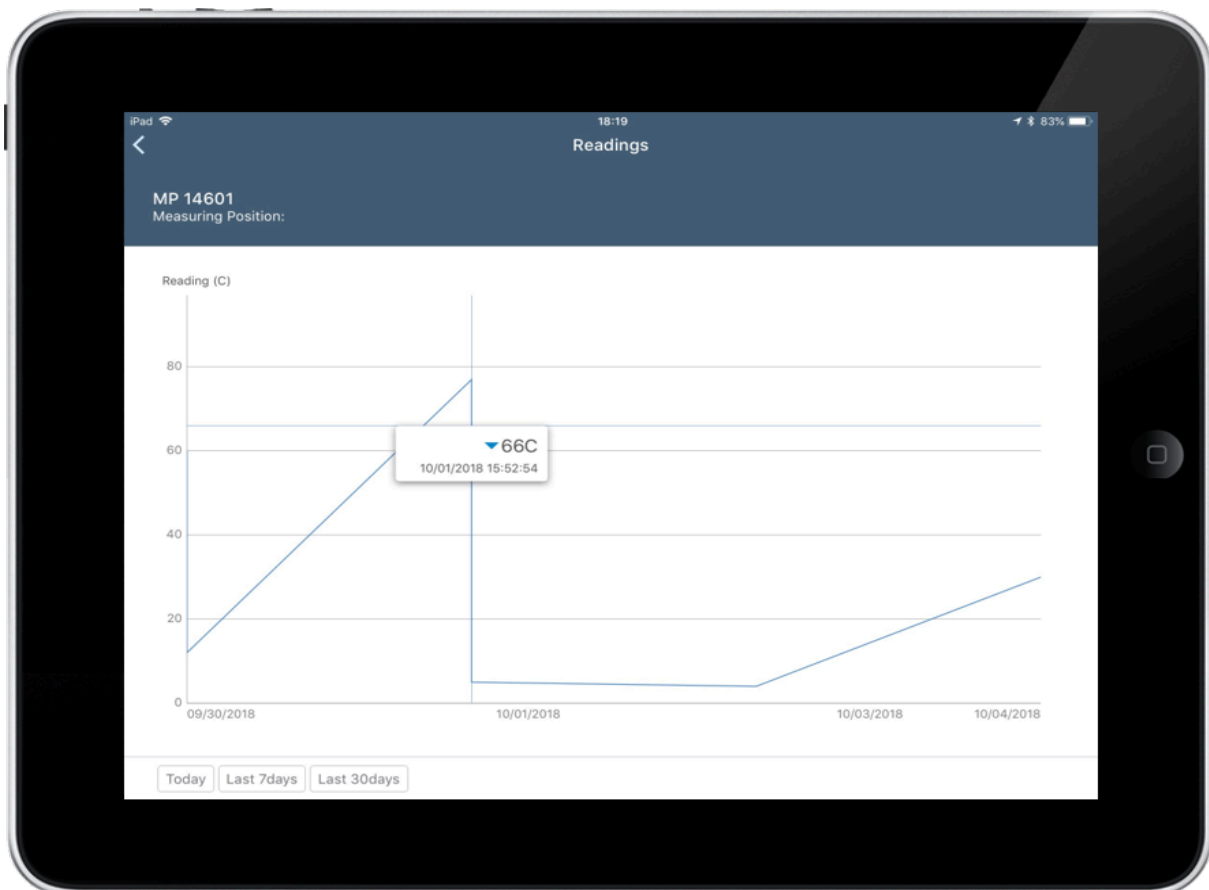 iPad 18:19 83%
Readings
MP 14601
Measuring Position:
Reading (C)
80
60
40
20
0
66C
10/01/2018 15:52:54
09/30/2018 10/01/2018 10/03/2018 10/04/2018
Today Last 7days Last 30days